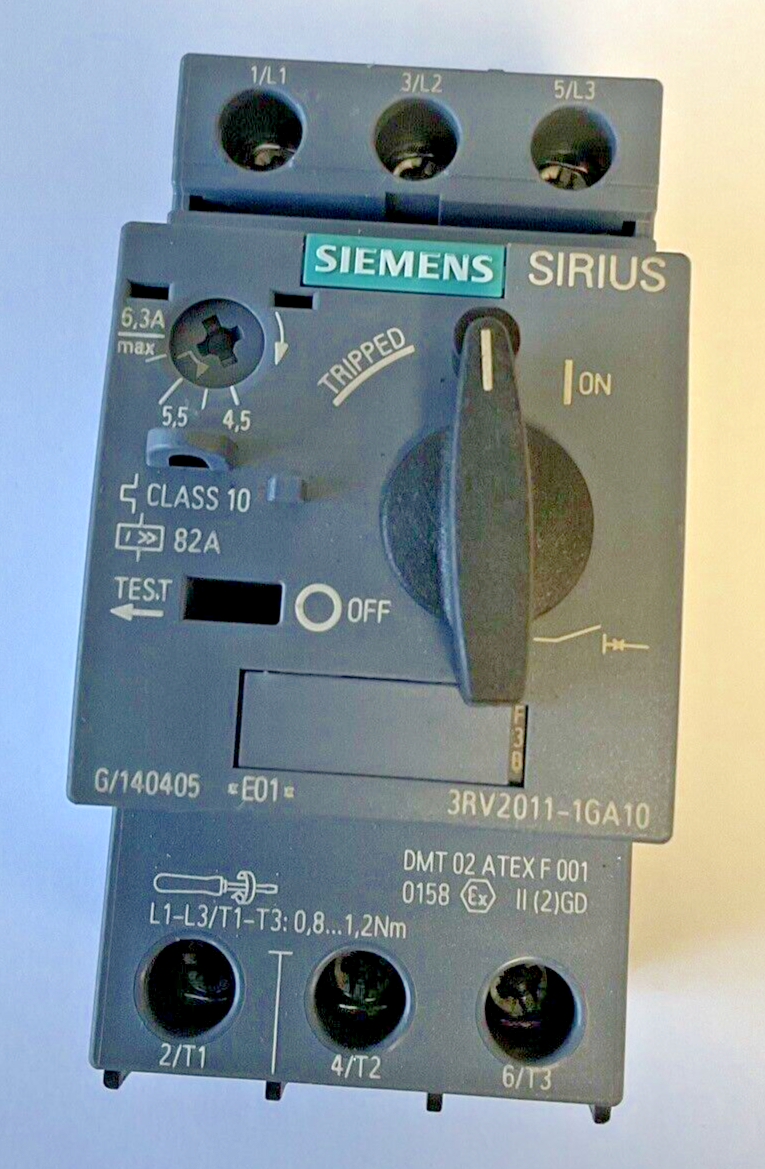 1/L1 3/L2 5/L3
SIEMENS SIRIUS
6,3A
max
5,5 4,5
TRIPPED
ON
CLASS 10
I >> 82A
TEST OFF
F38
G/140405 *E01*
3RV2011-1GA10
DMT 02 ATEX F 001
0158 Ex II (2)GD
L1-L3/T1-T3: 0,8...1,2Nm
2/T1 4/T2 6/T3